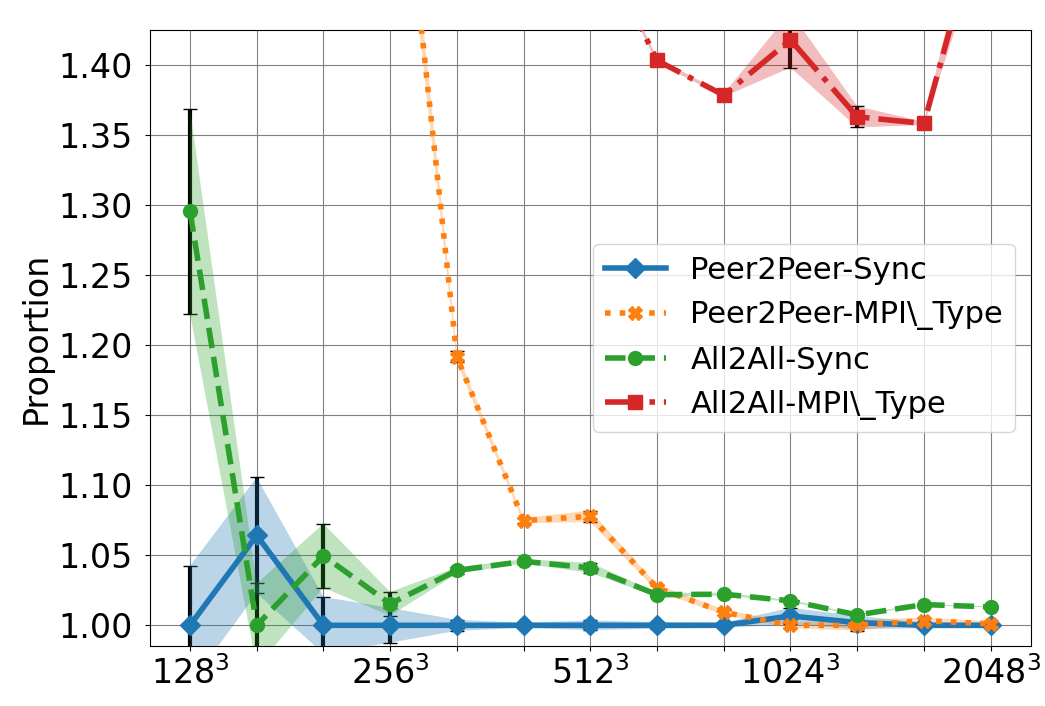 1.40
1.35
1.30
1.25
1.20
1.15
1.10
1.05
1.00
Proportion
Peer2Peer-Sync
Peer2Peer-MPI\_Type
All2All-Sync
All2All-MPI\_Type
128³ 256³ 512³ 1024³ 2048³